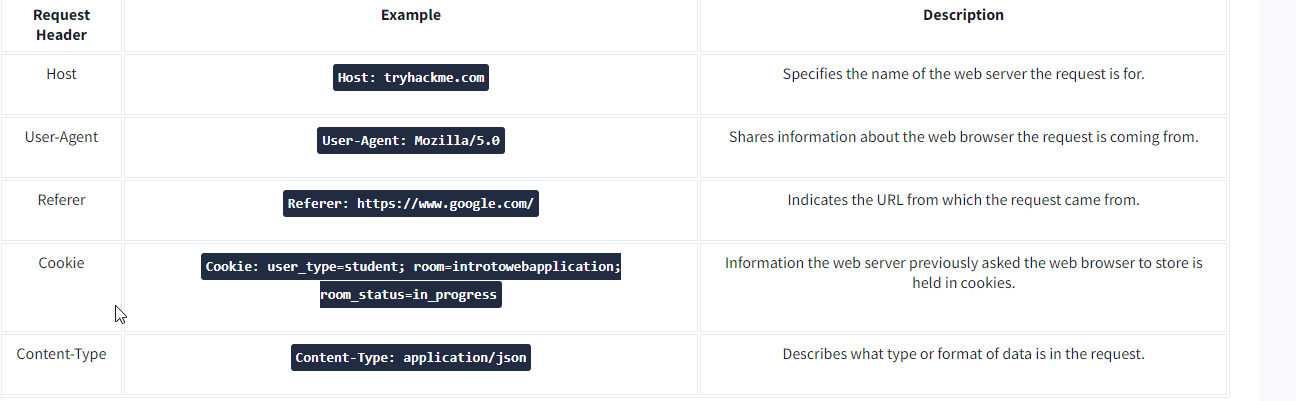 Request
Header
Example
Description
Host
Host: tryhackme.com
Specifies the name of the web server the request is for.
User-Agent
User-Agent: Mozilla/5.0
Shares information about the web browser the request is coming from.
Referer
Referer: https://www.google.com/
Indicates the URL from which the request came from.
Cookie
Cookie: user_type=student; room=introtowebapplication;
room_status=in_progress
Information the web server previously asked the web browser to store is
held in cookies.
Content-Type
Content-Type: application/json
Describes what type or format of data is in the request.